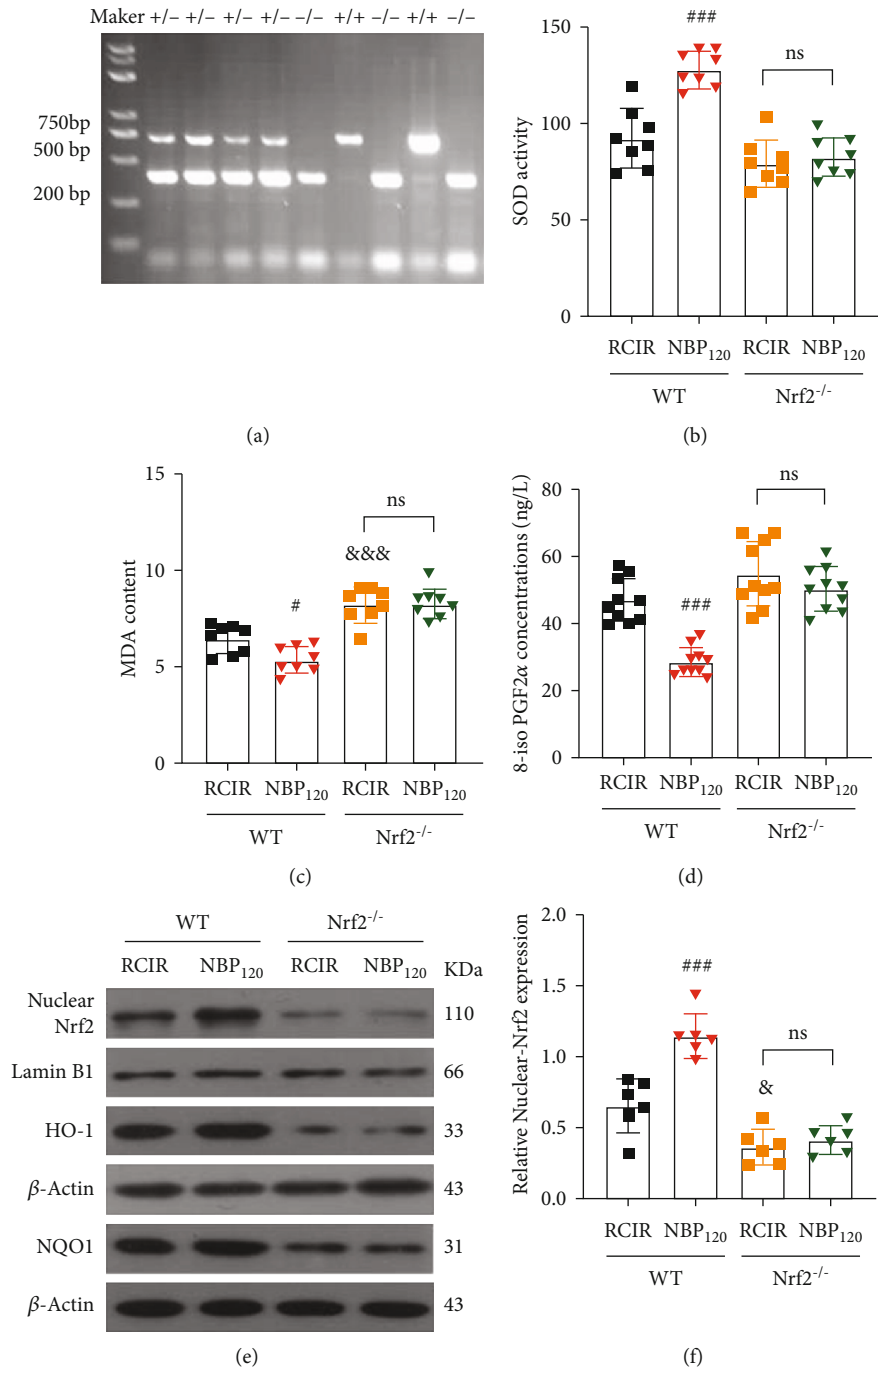 Maker +/– +/– +/– +/– –/– +/+ –/– +/+ –/–
750bp
500 bp
200 bp
(a)
SOD activity
150
100
50
0
###
ns
RCIR NBP120 RCIR NBP120
WT Nrf2-/-
(b)
MDA content
15
10
5
0
#
&&&
ns
RCIR NBP120 RCIR NBP120
WT Nrf2-/-
(c)
8-iso PGF2α concentrations (ng/L)
80
60
40
20
0
###
ns
RCIR NBP120 RCIR NBP120
WT Nrf2-/-
(d)
WT Nrf2-/-
RCIR NBP120 RCIR NBP120 KDa
Nuclear
Nrf2 110
Lamin B1 66
HO-1 33
β-Actin 43
NQO1 31
β-Actin 43
(e)
Relative Nuclear-Nrf2 expression
2.0
1.5
1.0
0.5
0.0
###
&
ns
RCIR NBP120 RCIR NBP120
WT Nrf2-/-
(f)